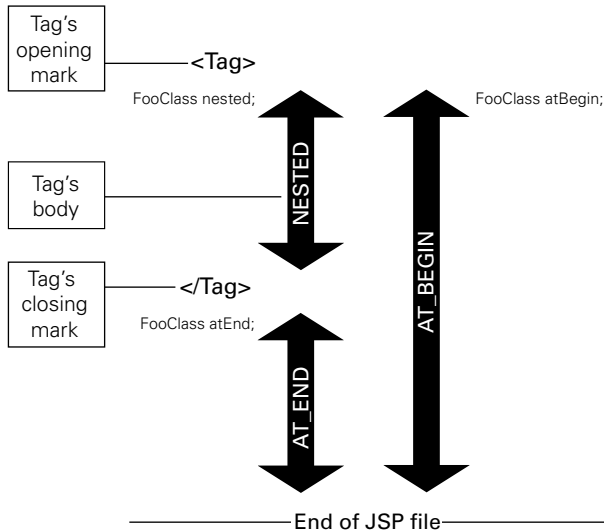 Tag's
opening
mark
<Tag>
FooClass nested;
FooClass atBegin;
NESTED
Tag's
body
AT_BEGIN
Tag's
closing
mark
</Tag>
FooClass atEnd;
AT_END
End of JSP file